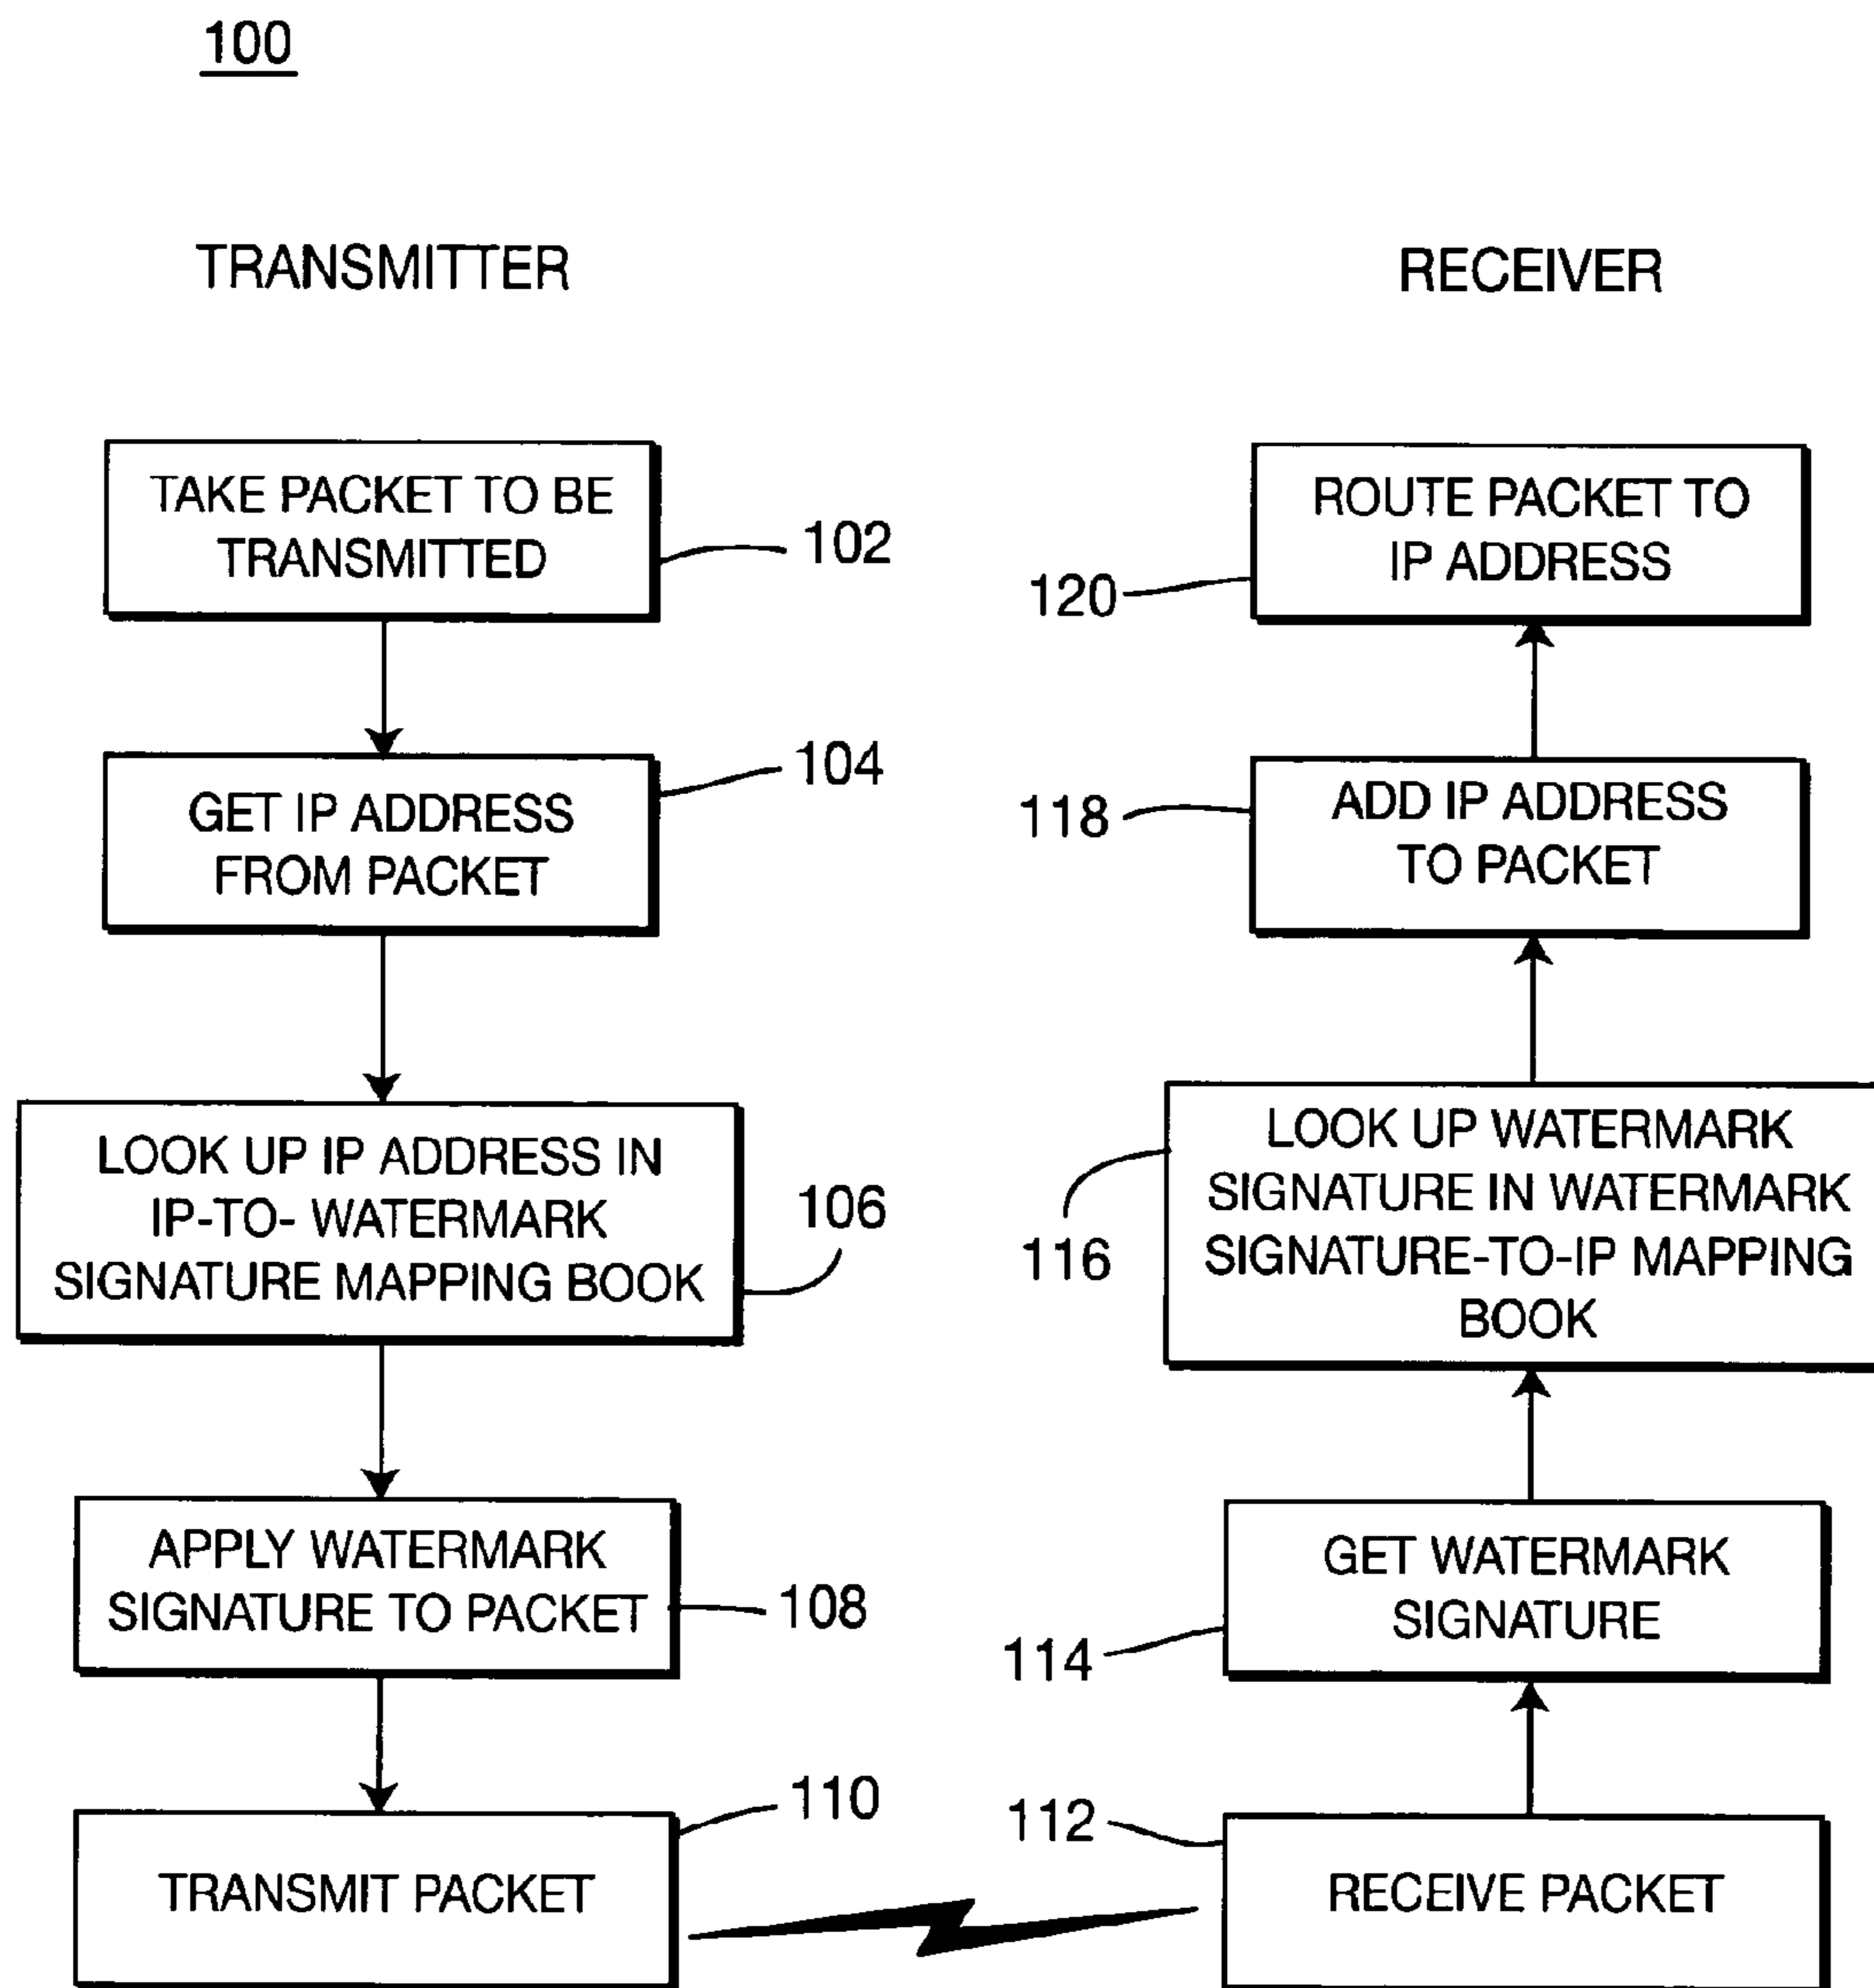 100
TRANSMITTER
TAKE PACKET TO BE
TRANSMITTED
102
GET IP ADDRESS
FROM PACKET
104
LOOK UP IP ADDRESS IN
IP-TO- WATERMARK
SIGNATURE MAPPING BOOK
106
APPLY WATERMARK
SIGNATURE TO PACKET
108
TRANSMIT PACKET
110
RECEIVER
ROUTE PACKET TO
IP ADDRESS
120
ADD IP ADDRESS
TO PACKET
118
LOOK UP WATERMARK
SIGNATURE IN WATERMARK
SIGNATURE-TO-IP MAPPING
BOOK
116
GET WATERMARK
SIGNATURE
114
RECEIVE PACKET
112